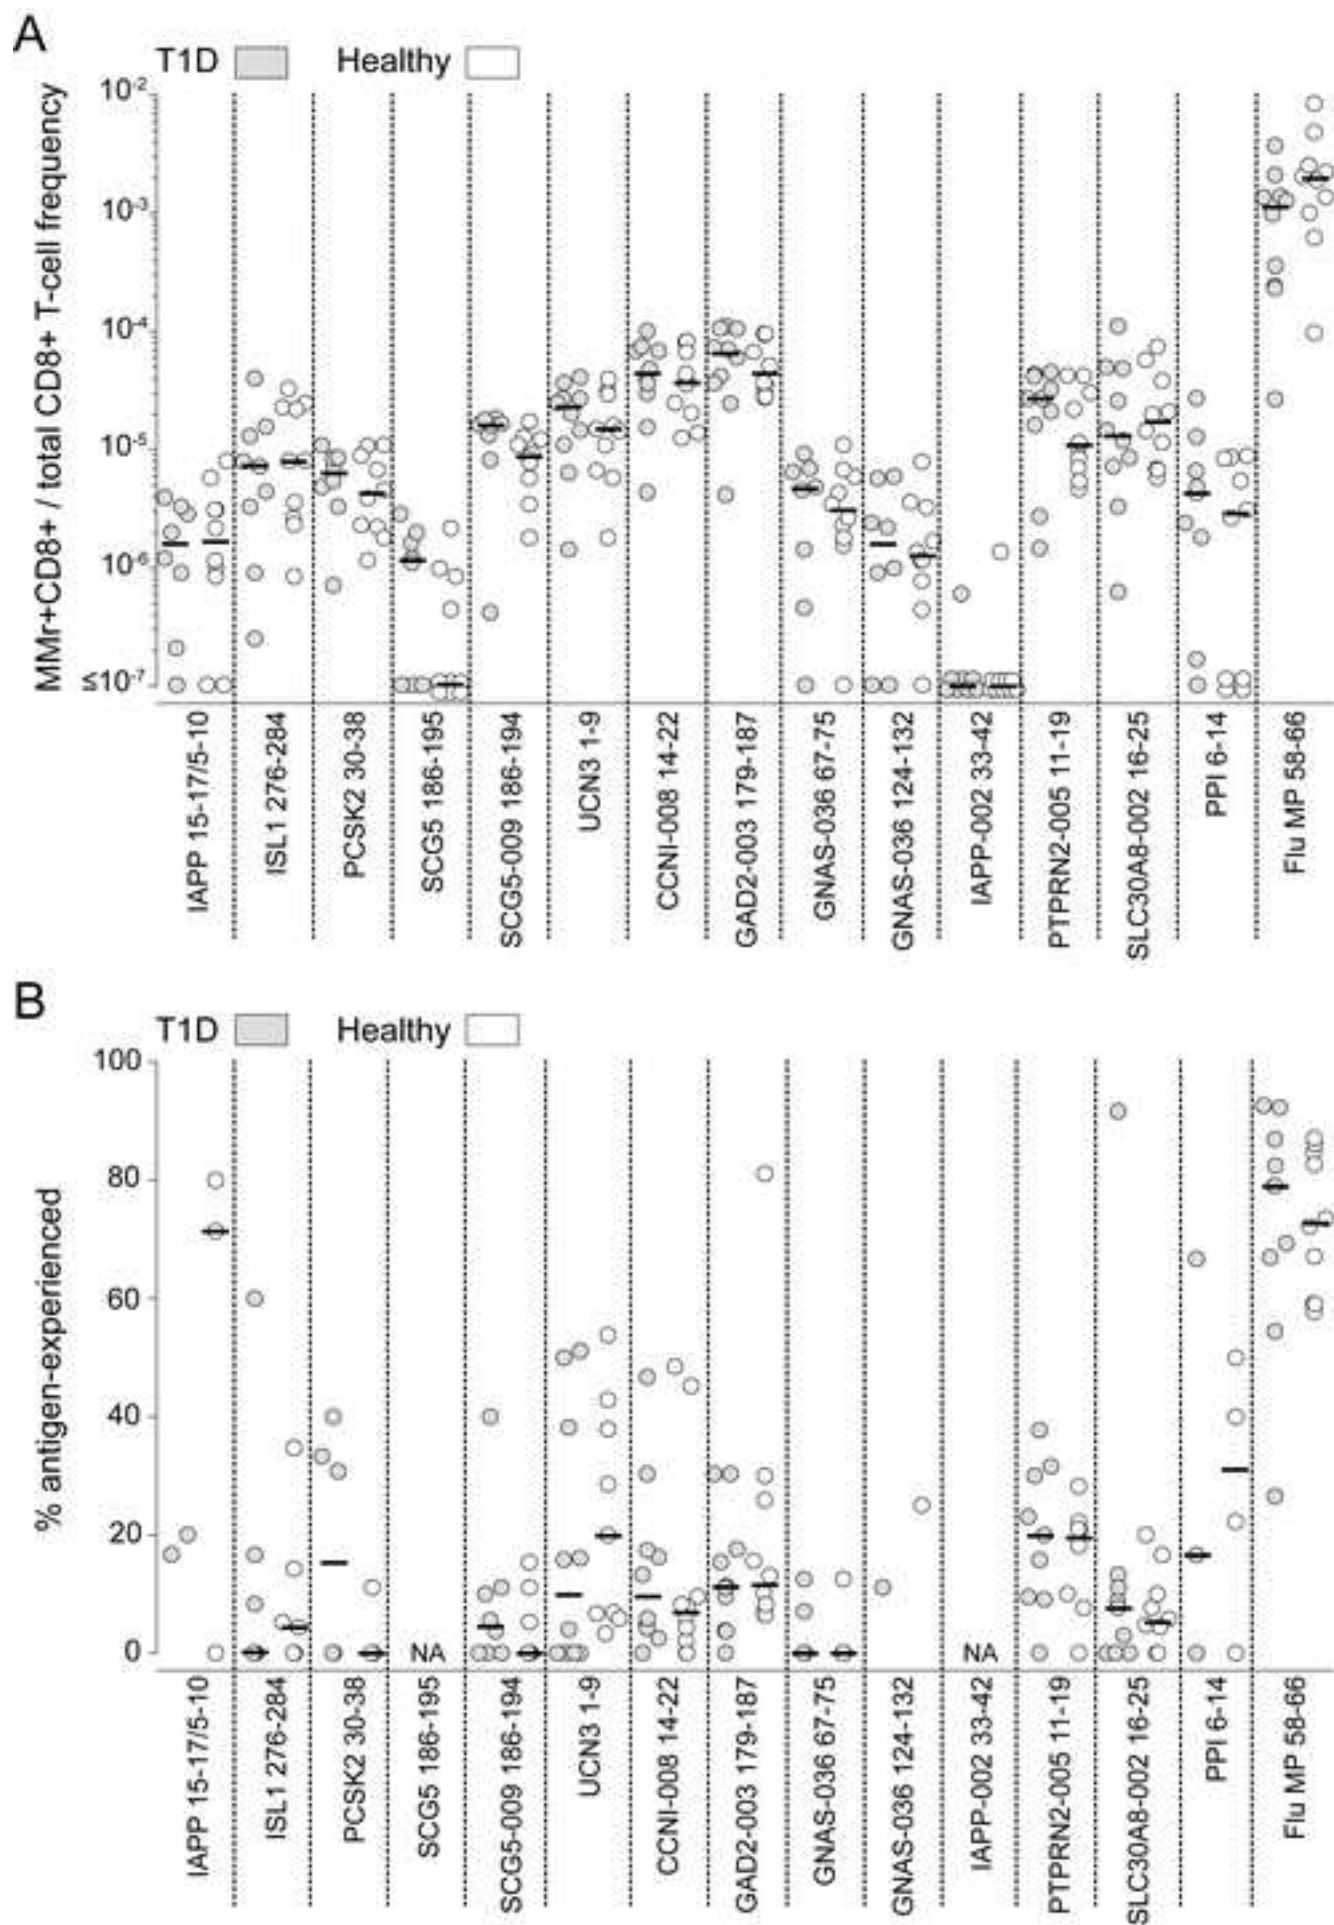 A
T1D Healthy
MMr+CD8+ / total CD8+ T-cell frequency
10-2
10-3
10-4
10-5
10-6
≤10-7
IAPP 15-17/5-10
ISL1 276-284
PCSK2 30-38
SCG5 186-195
SCG5-009 186-194
UCN3 1-9
CCNI-008 14-22
GAD2-003 179-187
GNAS-036 67-75
GNAS-036 124-132
IAPP-002 33-42
PTPRN2-005 11-19
SLC30A8-002 16-25
PPI 6-14
Flu MP 58-66
B
T1D Healthy
% antigen-experienced
100
80
60
40
20
0
NA
NA
IAPP 15-17/5-10
ISL1 276-284
PCSK2 30-38
SCG5 186-195
SCG5-009 186-194
UCN3 1-9
CCNI-008 14-22
GAD2-003 179-187
GNAS-036 67-75
GNAS-036 124-132
IAPP-002 33-42
PTPRN2-005 11-19
SLC30A8-002 16-25
PPI 6-14
Flu MP 58-66